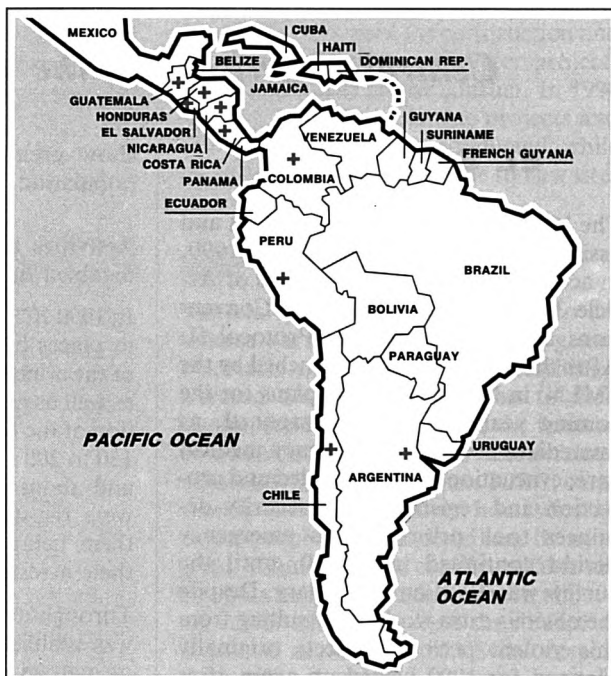 MEXICO
CUBA
HAITI
BELIZE
DOMINICAN REP.
JAMAICA
GUATEMALA
HONDURAS
EL SALVADOR
NICARAGUA
COSTA RICA
PANAMA
VENEZUELA
GUYANA
SURINAME
FRENCH GUYANA
COLOMBIA
ECUADOR
PERU
BRAZIL
BOLIVIA
PARAGUAY
PACIFIC OCEAN
URUGUAY
ARGENTINA
CHILE
ATLANTIC
OCEAN